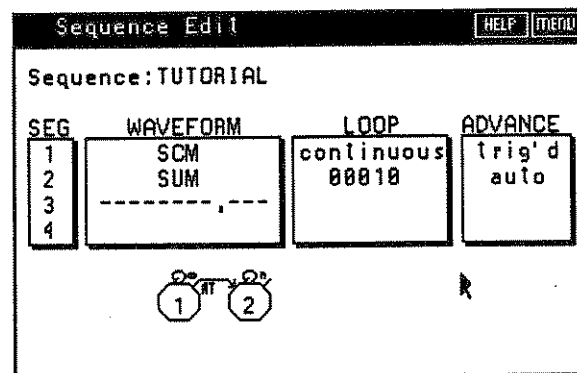 Sequence Edit HELP MENU
Sequence:TUTORIAL
SEG WAVEFORM LOOP ADVANCE
1 SCM continuous trig'd
2 SUM 00010 auto
3 --------.---
4
∞ AT n
1 2